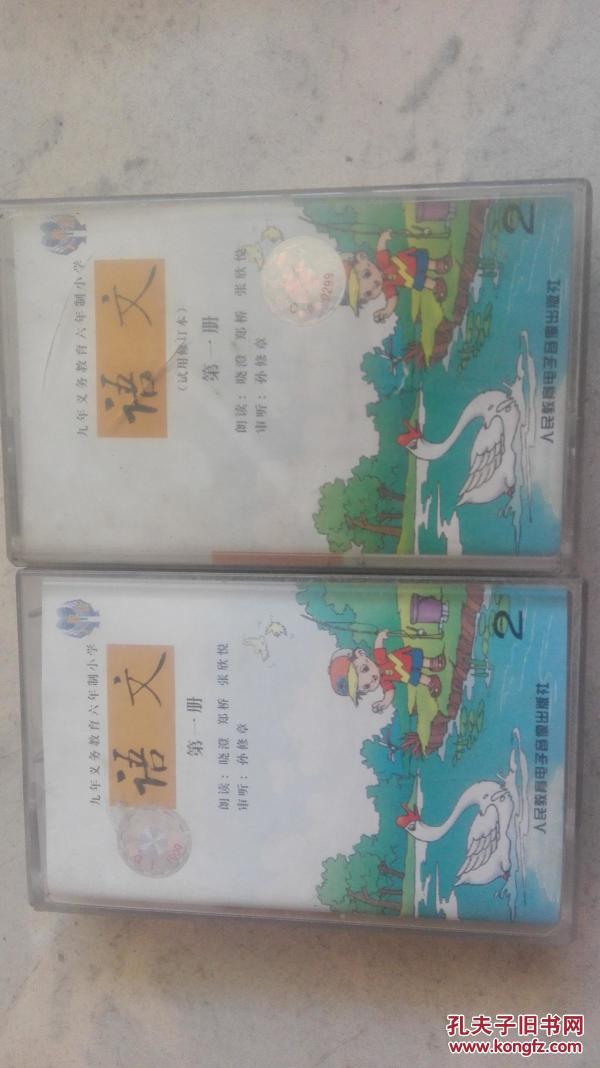 九年义务教育六年制小学
语文
(试用修订本)
第一册
朗读：晓澄 郑桥 张欣悦
审听：孙修章
2299
2
人民教育电子音像出版社
九年义务教育六年制小学
语文
第一册
朗读：晓澄 郑桥 张欣悦
审听：孙修章
2
人民教育电子音像出版社
孔夫子旧书网
www.kongfz.com